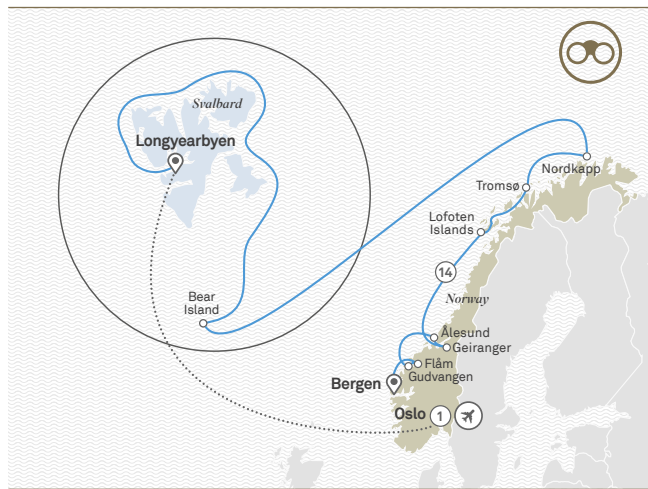 Svalbard
Longyearbyen
Nordkapp
Tromsø
Lofoten
Islands
14
Bear
Island
Norway
Ålesund
Geiranger
Flåm
Gudvangen
Bergen
Oslo 1